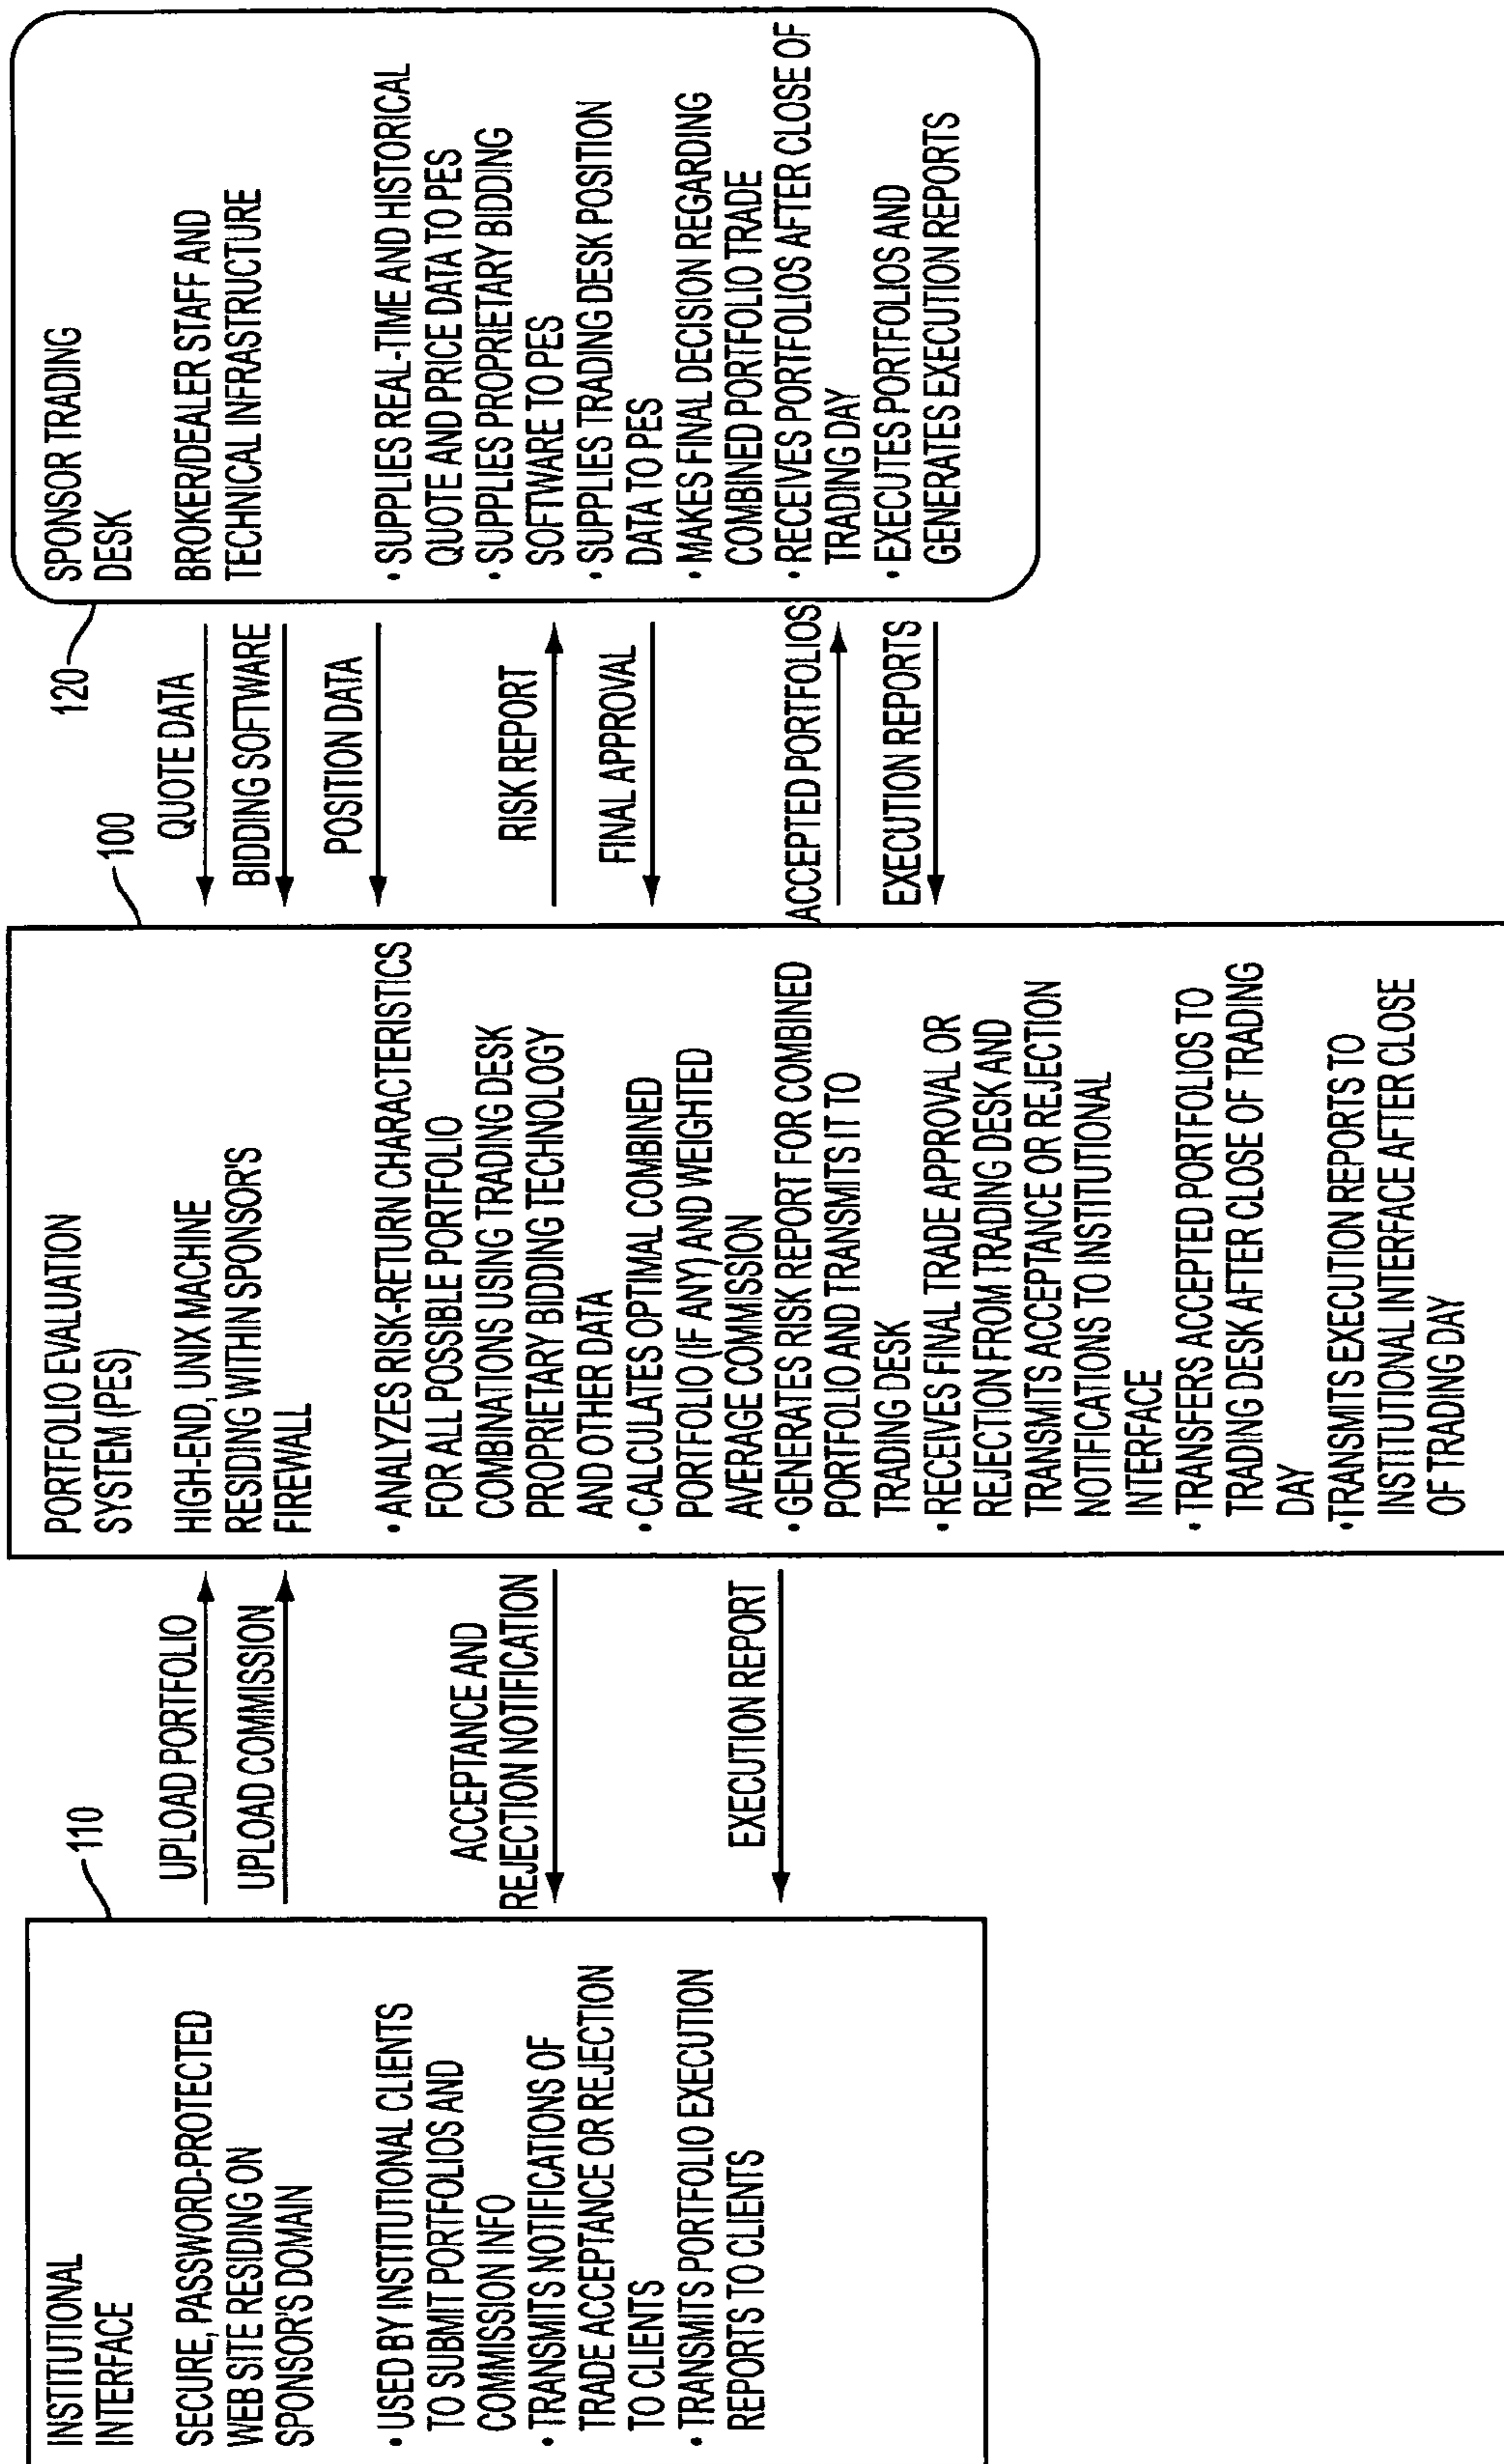 110
INSTITUTIONAL
INTERFACE
SECURE, PASSWORD-PROTECTED
WEB SITE RESIDING ON
SPONSOR'S DOMAIN
• USED BY INSTITUTIONAL CLIENTS
TO SUBMIT PORTFOLIOS AND
COMMISSION INFO
• TRANSMITS NOTIFICATIONS OF
TRADE ACCEPTANCE OR REJECTION
TO CLIENTS
• TRANSMITS PORTFOLIO EXECUTION
REPORTS TO CLIENTS
UPLOAD PORTFOLIO
UPLOAD COMMISSION
ACCEPTANCE AND
REJECTION NOTIFICATION
EXECUTION REPORT
100
PORTFOLIO EVALUATION
SYSTEM (PES)
HIGH-END, UNIX MACHINE
RESIDING WITHIN SPONSOR'S
FIREWALL
• ANALYZES RISK-RETURN CHARACTERISTICS
FOR ALL POSSIBLE PORTFOLIO
COMBINATIONS USING TRADING DESK
PROPRIETARY BIDDING TECHNOLOGY
AND OTHER DATA
• CALCULATES OPTIMAL COMBINED
PORTFOLIO (IF ANY) AND WEIGHTED
AVERAGE COMMISSION
• GENERATES RISK REPORT FOR COMBINED
PORTFOLIO AND TRANSMITS IT TO
TRADING DESK
• RECEIVES FINAL TRADE APPROVAL OR
REJECTION FROM TRADING DESK AND
TRANSMITS ACCEPTANCE OR REJECTION
NOTIFICATIONS TO INSTITUTIONAL
INTERFACE
• TRANSFERS ACCEPTED PORTFOLIOS TO
TRADING DESK AFTER CLOSE OF TRADING
DAY
• TRANSMITS EXECUTION REPORTS TO
INSTITUTIONAL INTERFACE AFTER CLOSE
OF TRADING DAY
QUOTE DATA
BIDDING SOFTWARE
POSITION DATA
RISK REPORT
FINAL APPROVAL
ACCEPTED PORTFOLIOS
EXECUTION REPORTS
120
SPONSOR TRADING
DESK
BROKER/DEALER STAFF AND
TECHNICAL INFRASTRUCTURE
• SUPPLIES REAL-TIME AND HISTORICAL
QUOTE AND PRICE DATA TO PES
• SUPPLIES PROPRIETARY BIDDING
SOFTWARE TO PES
• SUPPLIES TRADING DESK POSITION
DATA TO PES
• MAKES FINAL DECISION REGARDING
COMBINED PORTFOLIO TRADE
• RECEIVES PORTFOLIOS AFTER CLOSE OF
TRADING DAY
• EXECUTES PORTFOLIOS AND
GENERATES EXECUTION REPORTS